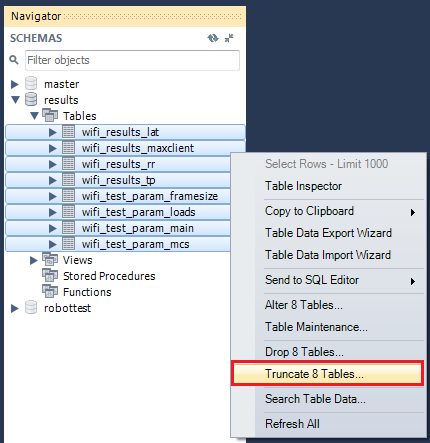 Navigator
SCHEMAS
Filter objects
master
results
Tables
wifi_results_lat
wifi_results_maxclient
wifi_results_rr
wifi_results_tp
wifi_test_param_framesize
wifi_test_param_loads
wifi_test_param_main
wifi_test_param_mcs
Views
Stored Procedures
Functions
robottest
Select Rows - Limit 1000
Table Inspector
Copy to Clipboard
Table Data Export Wizard
Table Data Import Wizard
Send to SQL Editor
Alter 8 Tables...
Table Maintenance...
Drop 8 Tables...
Truncate 8 Tables...
Search Table Data...
Refresh All